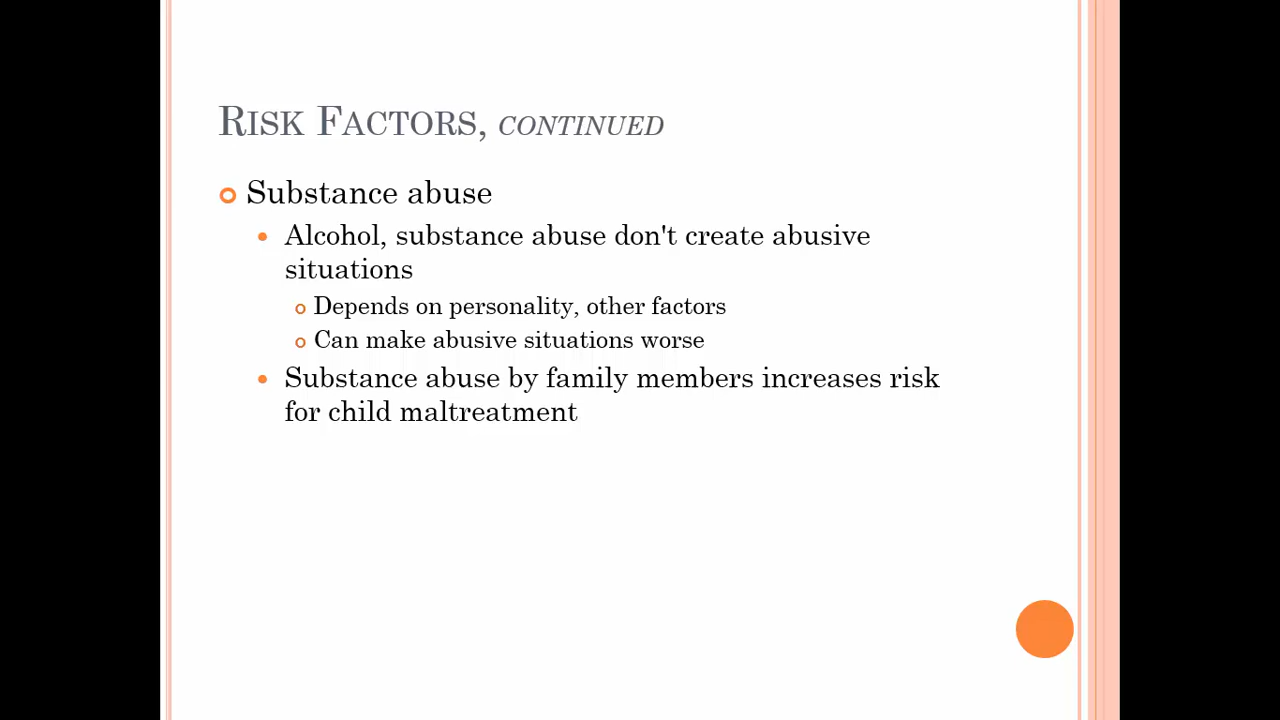 RISK FACTORS, CONTINUED
Substance abuse
Alcohol, substance abuse don't create abusive
situations
Depends on personality, other factors
Can make abusive situations worse
Substance abuse by family members increases risk
for child maltreatment